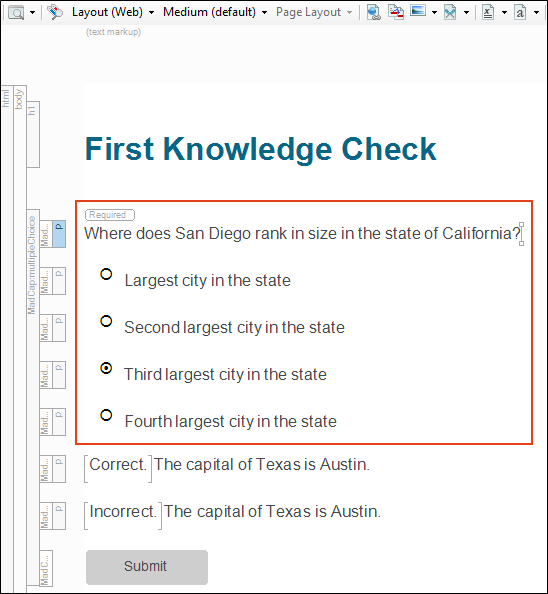 Layout (Web) Medium (default) Page Layout
(text markup)
html
body
h1
First Knowledge Check
MadCap:multipleChoice
Required
Mad... p
Where does San Diego rank in size in the state of California?
Mad... p
Largest city in the state
Mad... p
Second largest city in the state
Mad... p
Third largest city in the state
Mad... p
Fourth largest city in the state
Mad... p
Correct. The capital of Texas is Austin.
Mad... p
Incorrect. The capital of Texas is Austin.
MadC...
Submit